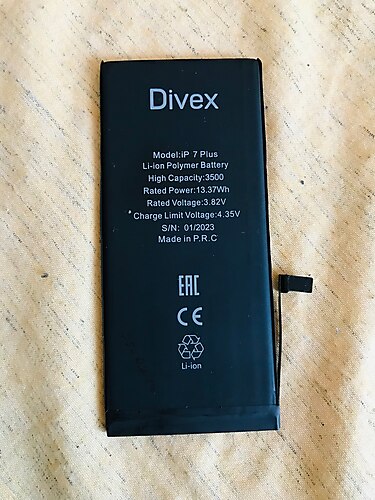 Divex
Model:iP 7 Plus
Li-ion Polymer Battery
High Capacity:3500
Rated Power:13.37Wh
Rated Voltage:3.82V
Charge Limit Voltage:4.35V
S/N: 01/2023
Made in P.R.C
EAC
CE
Li-ion